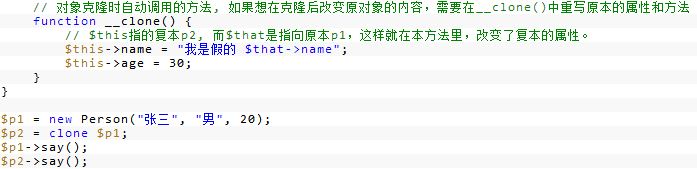 // 对象克隆时自动调用的方法, 如果想在克隆后改变原对象的内容，需要在__clone()中重写原本的属性和方法
function __clone() {
// $this指的复本p2, 而$that是指向原本p1，这样就在本方法里，改变了复本的属性。
$this->name = "我是假的 $that->name";
$this->age = 30;
}
}
$p1 = new Person("张三", "男", 20);
$p2 = clone $p1;
$p1->say();
$p2->say();